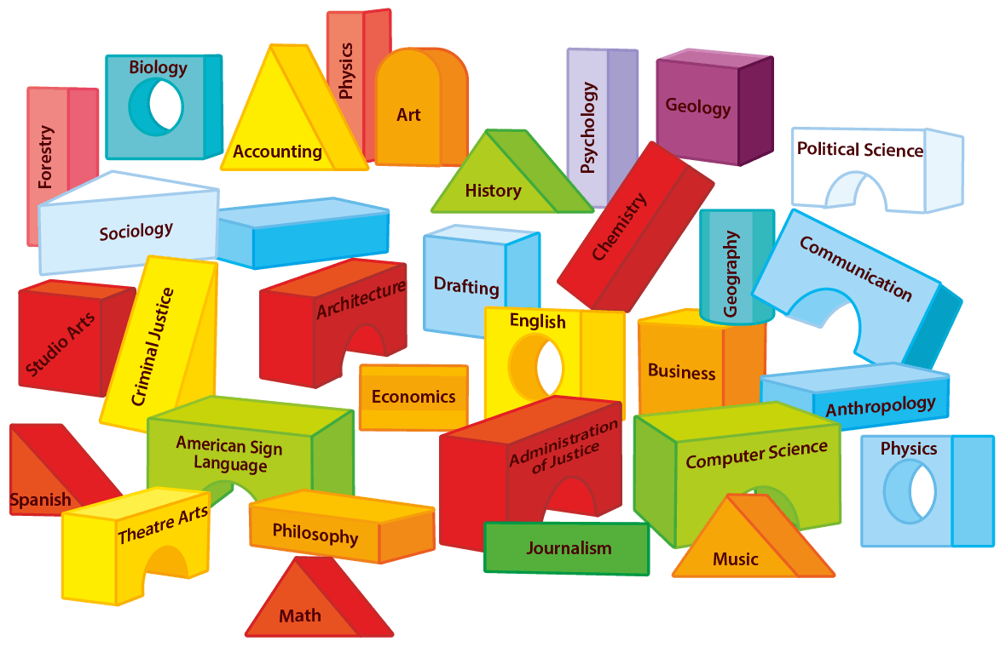 Physics
Biology
Art
Accounting
Forestry
Psychology
Geology
Political Science
History
Sociology
Chemistry
Drafting
Geography
Communication
Studio Arts
Criminal Justice
Architecture
English
Business
Economics
Anthropology
American Sign
Language
Administration
of Justice
Computer Science
Physics
Spanish
Theatre Arts
Philosophy
Journalism
Music
Math